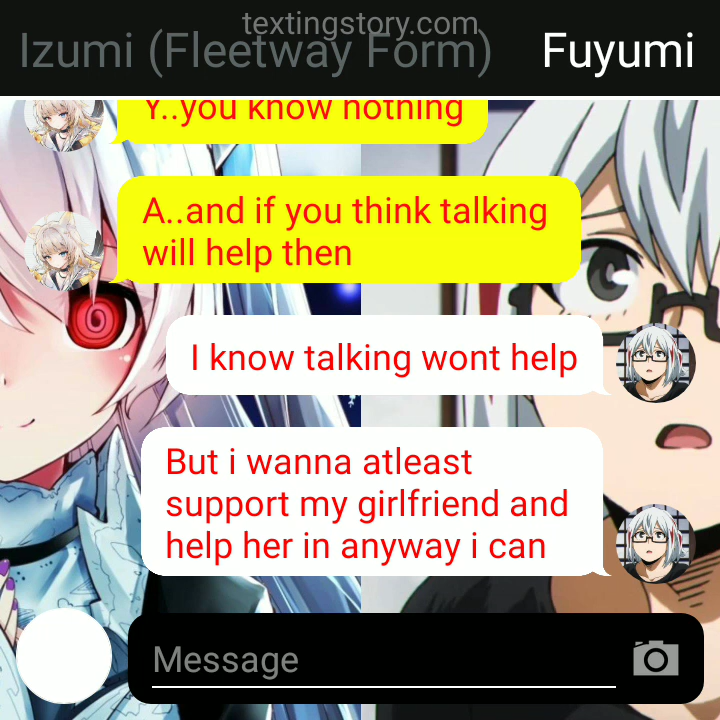 textingstory.com
Izumi (Fleetway Form) Fuyumi
Y..you know nothing
A..and if you think talking
will help then
I know talking wont help
But i wanna atleast
support my girlfriend and
help her in anyway i can
Message